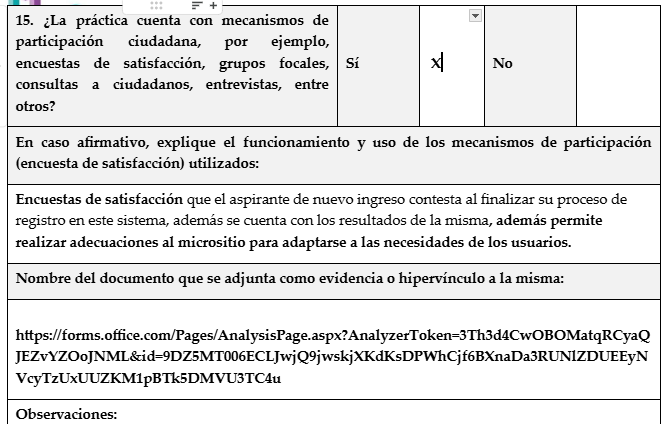 15. ¿La práctica cuenta con mecanismos de
participación ciudadana, por ejemplo,
encuestas de satisfacción, grupos focales,
consultas a ciudadanos, entrevistas, entre
otros?
Sí
X
No
En caso afirmativo, explique el funcionamiento y uso de los mecanismos de participación
(encuesta de satisfacción) utilizados:
Encuestas de satisfacción que el aspirante de nuevo ingreso contesta al finalizar su proceso de
registro en este sistema, además se cuenta con los resultados de la misma, además permite
realizar adecuaciones al micrositio para adaptarse a las necesidades de los usuarios.
Nombre del documento que se adjunta como evidencia o hipervínculo a la misma:
https://forms.office.com/Pages/AnalysisPage.aspx?AnalyzerToken=3Th3d4CwOBOMatqRCyaQ
JEZvYZOoJNML&id=9DZ5MT006ECLJwjQ9jwskjXKdKsDPWhCjf6BXnaDa3RUNlZDUEEyN
VcyTzUxUUZKM1pBTk5DMVU3TC4u
Observaciones: